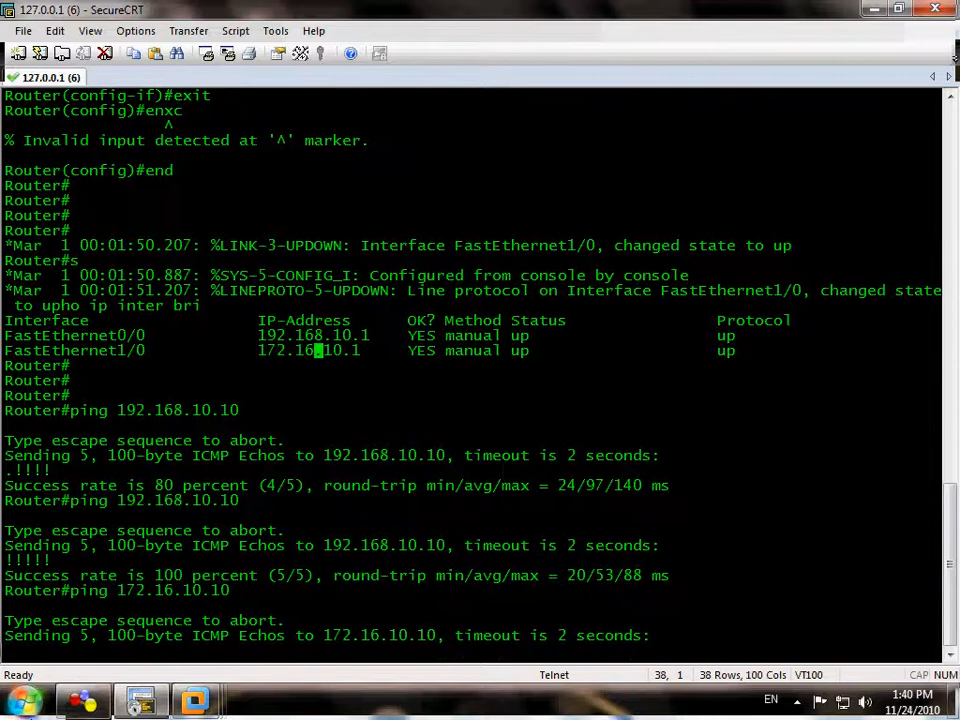 127.0.0.1 (6) - SecureCRT
File Edit View Options Transfer Script Tools Help
127.0.0.1 (6)
Router(config-if)#exit
Router(config)#enxc
^
% Invalid input detected at '^' marker.
Router(config)#end
Router#
Router#
Router#
Router#
*Mar  1 00:01:50.207: %LINK-3-UPDOWN: Interface FastEthernet1/0, changed state to up
Router#s
*Mar  1 00:01:50.887: %SYS-5-CONFIG_I: Configured from console by console
*Mar  1 00:01:51.207: %LINEPROTO-5-UPDOWN: Line protocol on Interface FastEthernet1/0, changed state
 to upho ip inter bri
Interface IP-Address OK? Method Status Protocol
FastEthernet0/0 192.168.10.1 YES manual up up
FastEthernet1/0 172.16.10.1 YES manual up up
Router#
Router#
Router#
Router#ping 192.168.10.10
Type escape sequence to abort.
Sending 5, 100-byte ICMP Echos to 192.168.10.10, timeout is 2 seconds:
.!!!!
Success rate is 80 percent (4/5), round-trip min/avg/max = 24/97/140 ms
Router#ping 192.168.10.10
Type escape sequence to abort.
Sending 5, 100-byte ICMP Echos to 192.168.10.10, timeout is 2 seconds:
!!!!!
Success rate is 100 percent (5/5), round-trip min/avg/max = 20/53/88 ms
Router#ping 172.16.10.10
Type escape sequence to abort.
Sending 5, 100-byte ICMP Echos to 172.16.10.10, timeout is 2 seconds:
Ready Telnet 38, 1 38 Rows, 100 Cols VT100 CAP NUM
EN 1:40 PM
11/24/2010